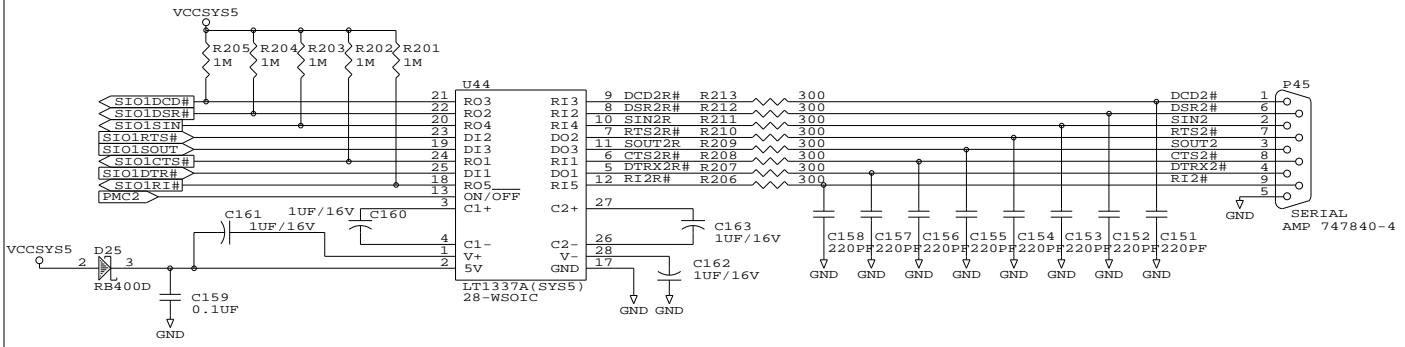 VCCSYS5
R205 R204 R203 R202 R201
1M 1M 1M 1M 1M
U44
P45
SIO1DCD# 21 RO3 RI3 9 DCD2R# R213 300 DCD2# 1
SIO1DSR# 22 RO2 RI2 8 DSR2R# R212 300 DSR2# 6
SIO1SIN 20 RO4 RI4 10 SIN2R R211 300 SIN2 2
SIO1RTS# 23 DI2 DO2 7 RTS2R# R210 300 RTS2# 7
SIO1SOUT 19 DI3 DO3 11 SOUT2R R209 300 SOUT2 3
SIO1CTS# 24 RO1 RI1 6 CTS2R# R208 300 CTS2# 8
SIO1DTR# 25 DI1 DO1 5 DTRX2R# R207 300 DTRX2# 4
SIO1RI# 18 RO5 RI5 12 RI2R# R206 300 RI2# 9
PMC2 13 ON/OFF 5
3 C1+ C2+ 27
C161 1UF/16V
1UF/16V C160
GND
SERIAL
AMP 747840-4
C163
1UF/16V
4 C1- C2- 26
1 V+ V- 28
2 5V GND 17
C158 C157 C156 C155 C154 C153 C152 C151
220PF 220PF 220PF 220PF 220PF 220PF 220PF 220PF
GND GND GND GND GND GND GND GND
VCCSYS5
D25
2 3
RB400D
C162
1UF/16V
LT1337A(SYS5)
28-WSOIC
C159
0.1UF
GND
GND GND